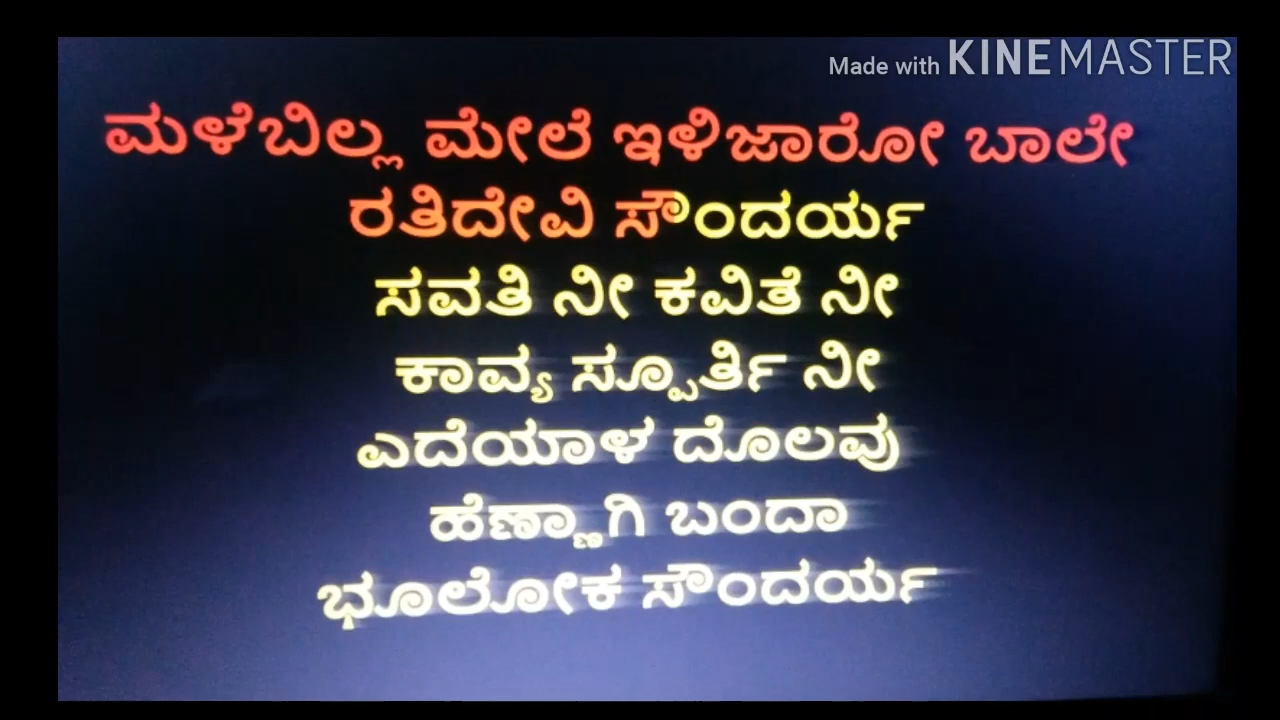 Made with KINEMASTER
ಮಳೆಬಿಲ್ಲ ಮೇಲೆ ಇಳಿಜಾರೋ ಬಾಲೇ
ರತಿದೇವಿ ಸೌಂದರ್ಯ
ಸವತಿ ನೀ ಕವಿತೆ ನೀ
ಕಾವ್ಯ ಸ್ಪೂರ್ತಿ ನೀ
ಎದೆಯಾಳ ದೊಲವು
ಹೆಣ್ಣಾಗಿ ಬಂದಾ
ಭೂಲೋಕ ಸೌಂದರ್ಯ